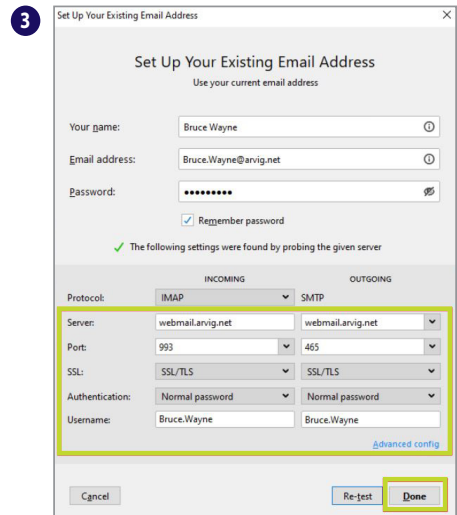 3
Set Up Your Existing Email Address
Set Up Your Existing Email Address
Use your current email address
Your name: Bruce Wayne
Email address: Bruce.Wayne@arvig.net
Password: •••••••••
Remember password
The following settings were found by probing the given server
INCOMING OUTGOING
Protocol: IMAP SMTP
Server: webmail.arvig.net webmail.arvig.net
Port: 993 465
SSL: SSL/TLS SSL/TLS
Authentication: Normal password Normal password
Username: Bruce.Wayne Bruce.Wayne
Advanced config
Cancel Re-test Done